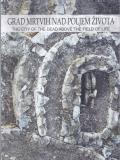 GRAD MRTVIH NAD POLJEM ŽIVOTA
THE CITY OF THE DEAD ABOVE THE FIELD OF LIFE